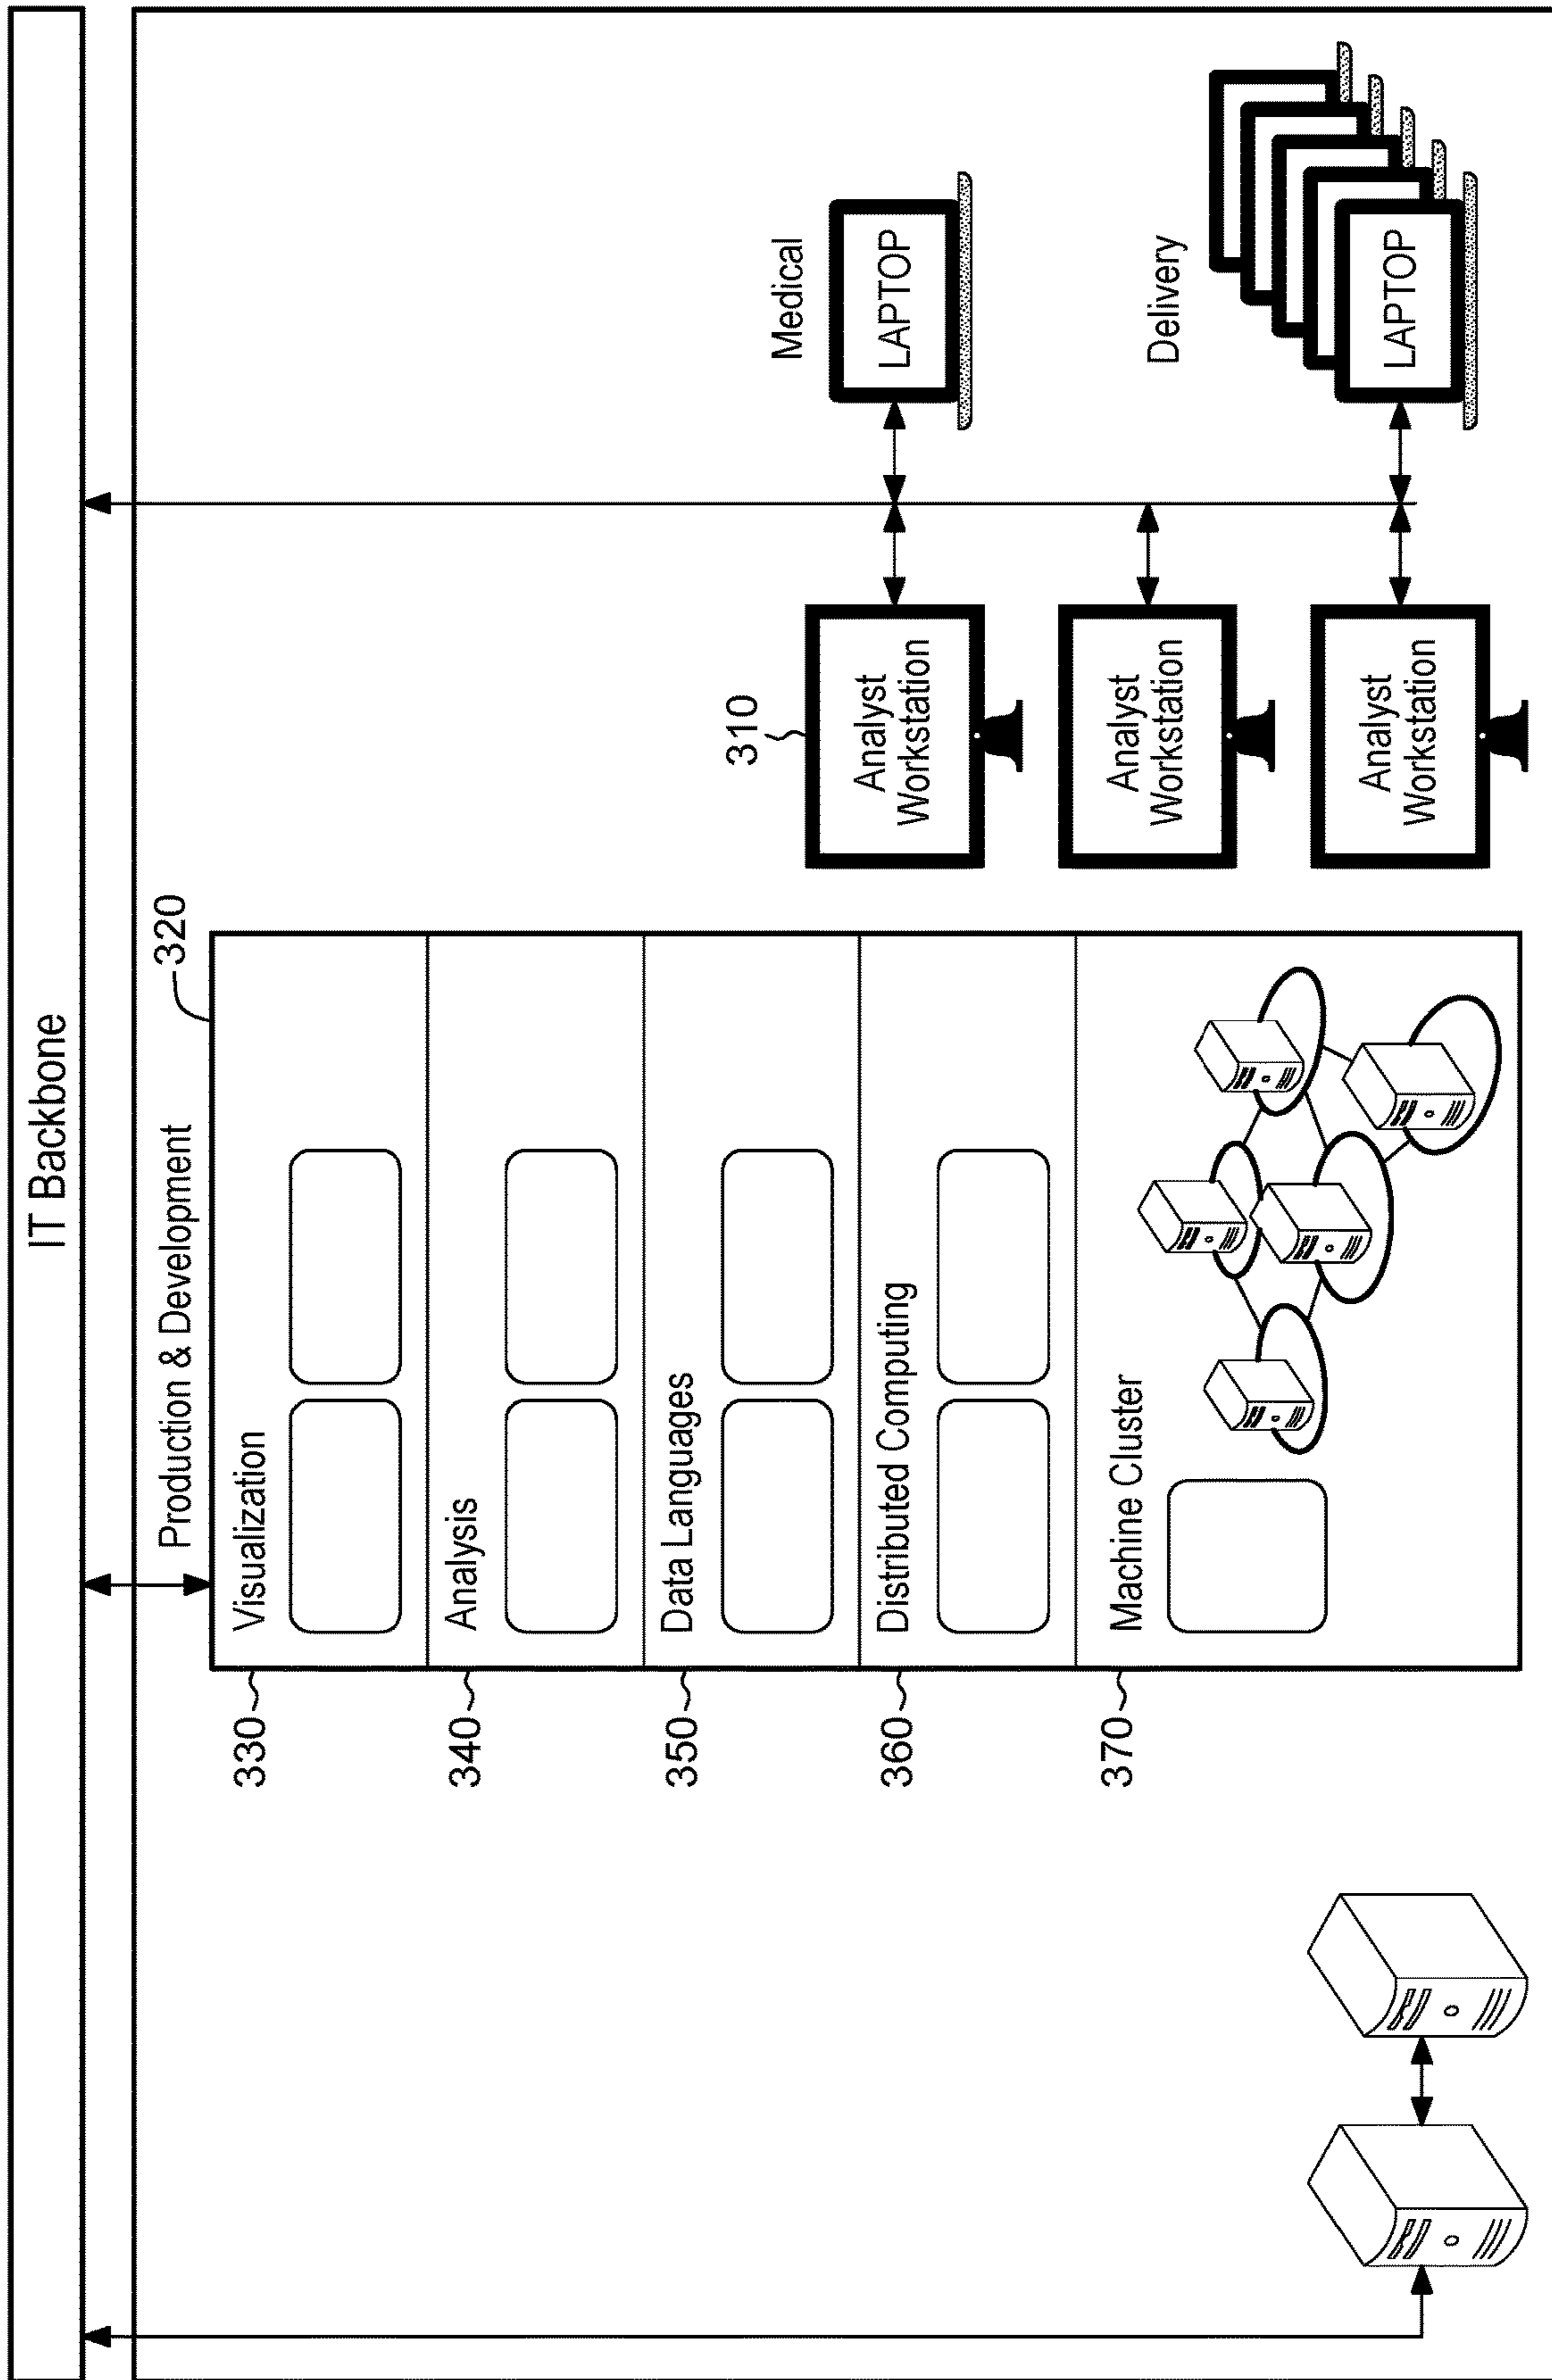 IT Backbone
Production & Development
320
330
Visualization
340
Analysis
350
Data Languages
360
Distributed Computing
370
Machine Cluster
310
Analyst
Workstation
Analyst
Workstation
Analyst
Workstation
Medical
LAPTOP
Delivery
LAPTOP